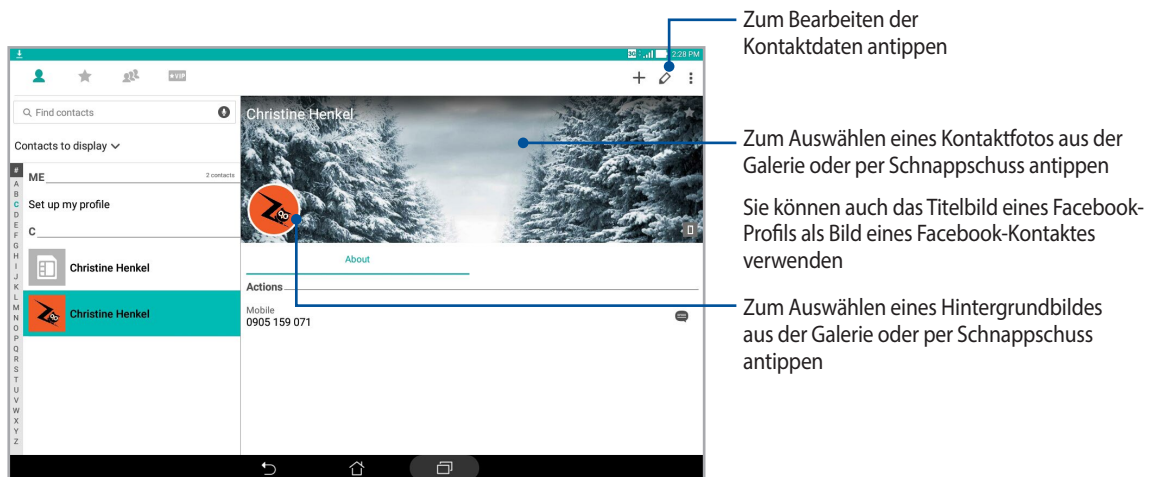 Zum Bearbeiten der
Kontaktdaten antippen
3G 2:28 PM
VIP
Find contacts
Christine Henkel
Contacts to display
ME 2 contacts
Set up my profile
C
Christine Henkel
Christine Henkel
#
A
B
C
D
E
F
G
H
I
J
K
L
M
N
O
P
Q
R
S
T
U
V
W
X
Y
Z
About
Actions
Mobile
0905 159 071
Zum Auswählen eines Kontaktfotos aus der
Galerie oder per Schnappschuss antippen
Sie können auch das Titelbild eines Facebook-
Profils als Bild eines Facebook-Kontaktes
verwenden
Zum Auswählen eines Hintergrundbildes
aus der Galerie oder per Schnappschuss
antippen